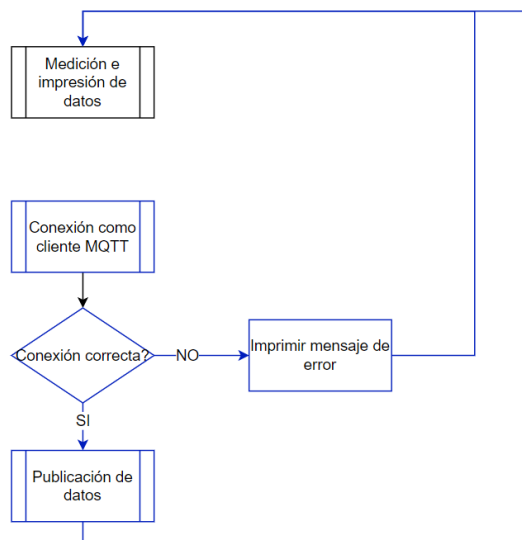 Medición e
impresión de
datos
Conexión como
cliente MQTT
Conexión correcta?
NO
Imprimir mensaje de
error
SI
Publicación de
datos